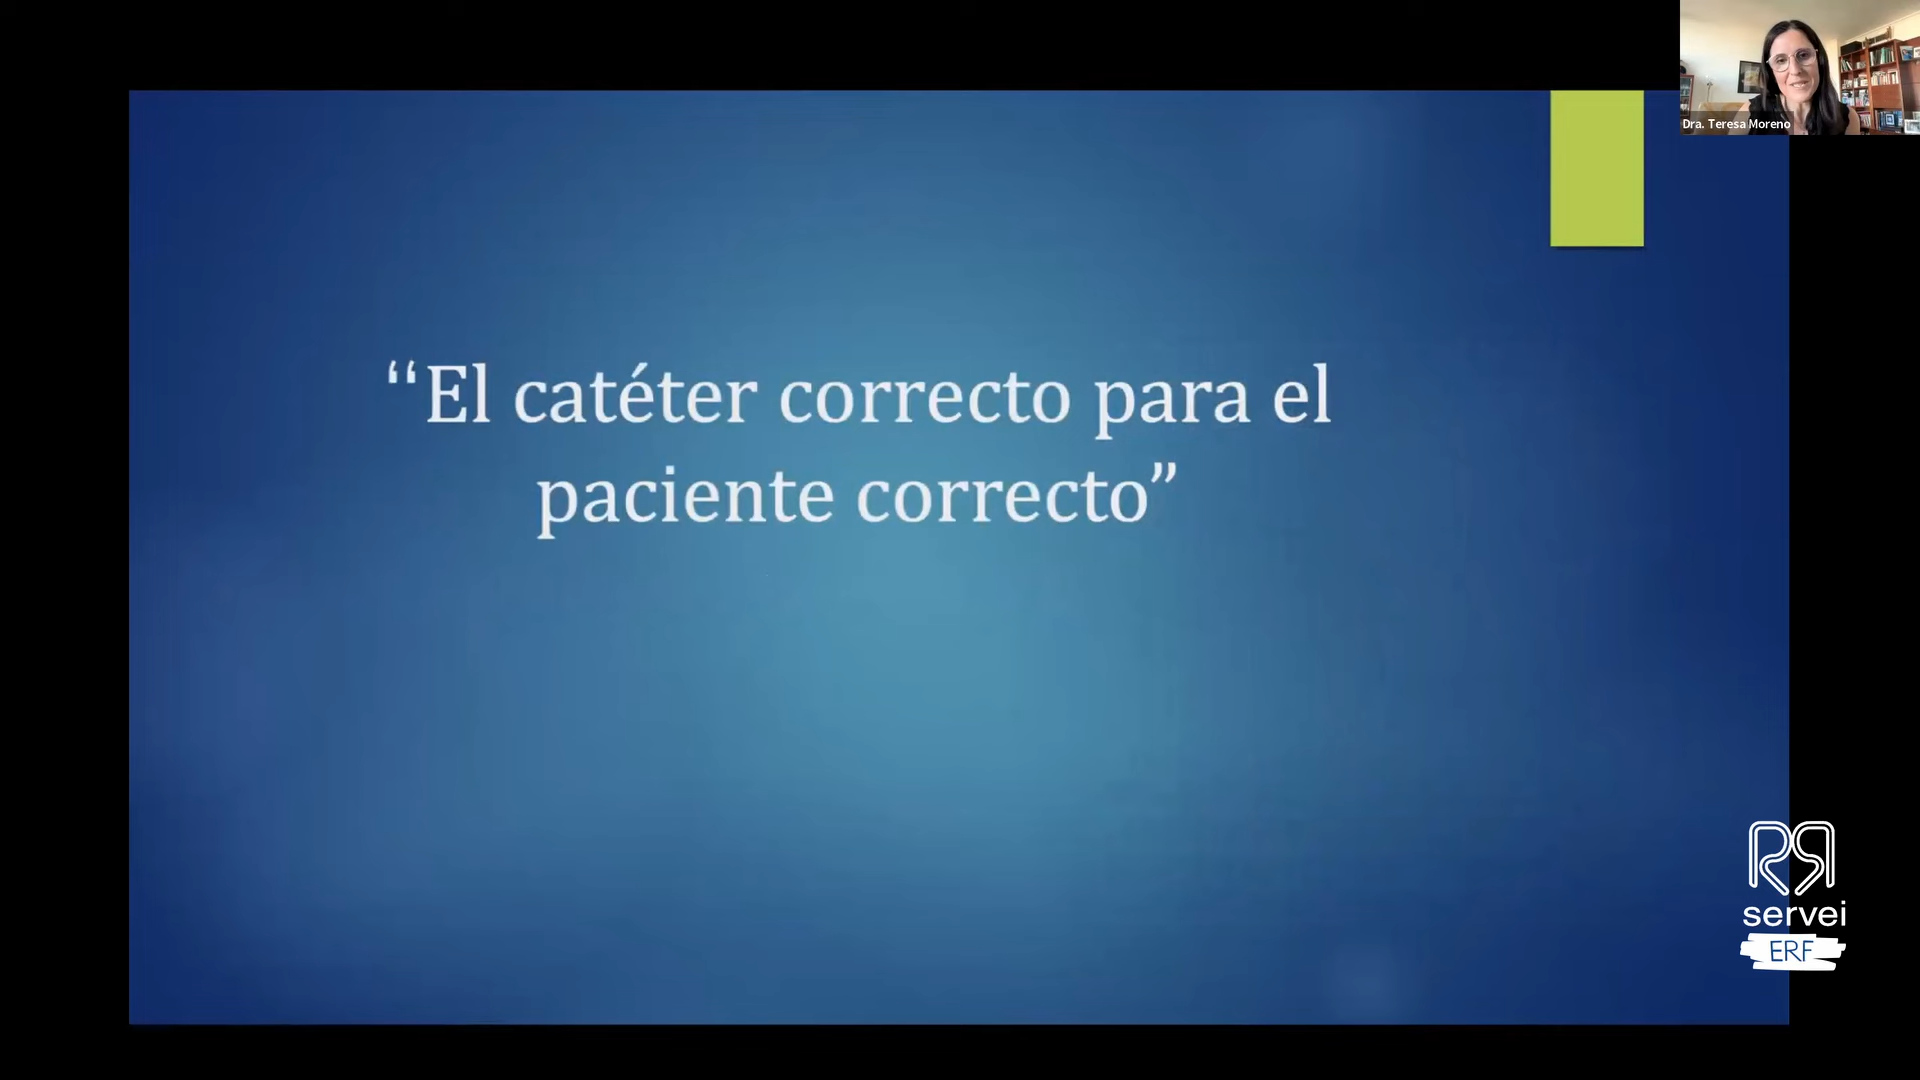 Dra. Teresa Moreno
“El catéter correcto para el
paciente correcto”
servei
ERF